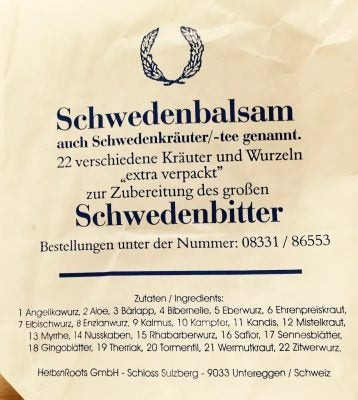 Schwedenbalsam
auch Schwedenkräuter/-tee genannt.
22 verschiedene Kräuter und Wurzeln
„extra verpackt”
zur Zubereitung des großen
Schwedenbitter
Bestellungen unter der Nummer: 08331 / 86553
Zutaten / Ingredients:
1 Angelikawurz, 2 Aloe, 3 Bärlapp, 4 Bibernelle, 5 Eberwurz, 6 Ehrenpreiskraut,
7 Eibischwurz, 8 Enzianwurz, 9 Kalmus, 10 Kampfer, 11 Kandis, 12 Mistelkraut,
13 Myrrhe, 14 Nusskaben, 15 Rhabarberwurz, 16 Saflor, 17 Sennesblätter,
18 Gingoblätter, 19 Therriak, 20 Tormentil, 21 Wermutkraut, 22 Zitwerwurz.
HerbsnRoots GmbH - Schloss Sulzberg - 9033 Untereggen / Schweiz